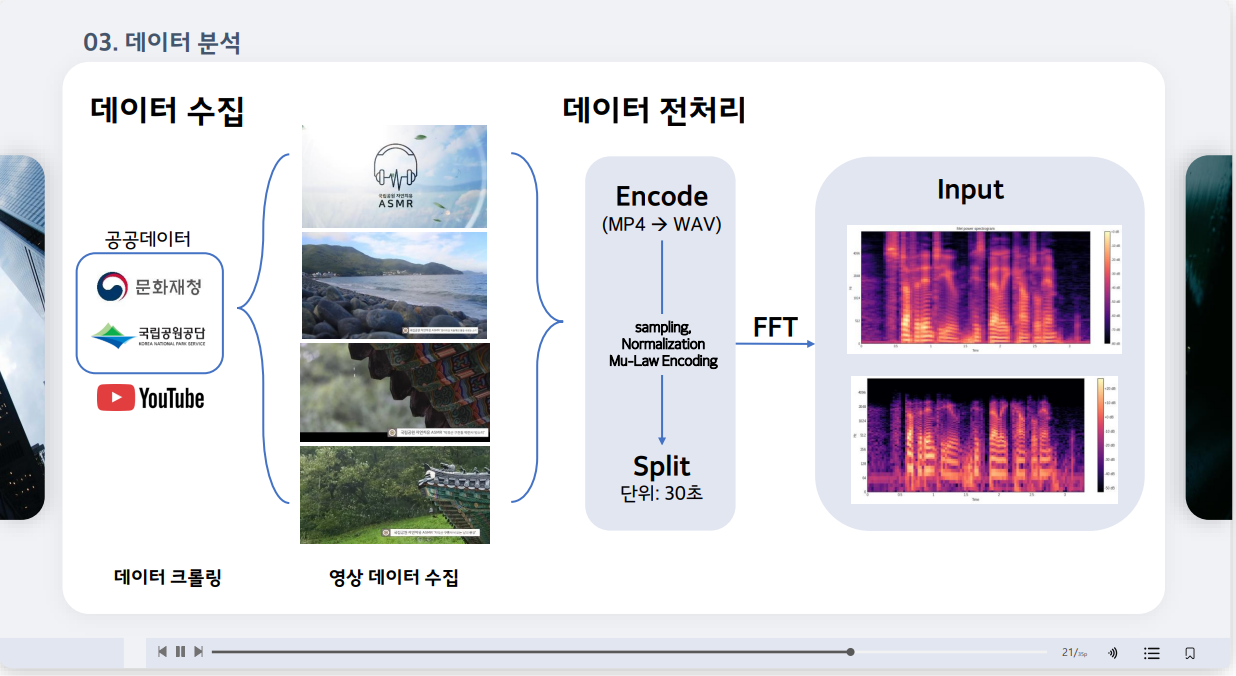 03. 데이터 분석
데이터 수집
데이터 전처리
공공데이터
문화재청
국립공원공단
KOREA NATIONAL PARK SERVICE
YouTube
국립공원 자연의소리
ASMR
Encode
(MP4 → WAV)
sampling,
Normalization
Mu-Law Encoding
Split
단위: 30초
FFT
Input
Mel power spectrogram
데이터 크롤링
영상 데이터 수집
21/35p